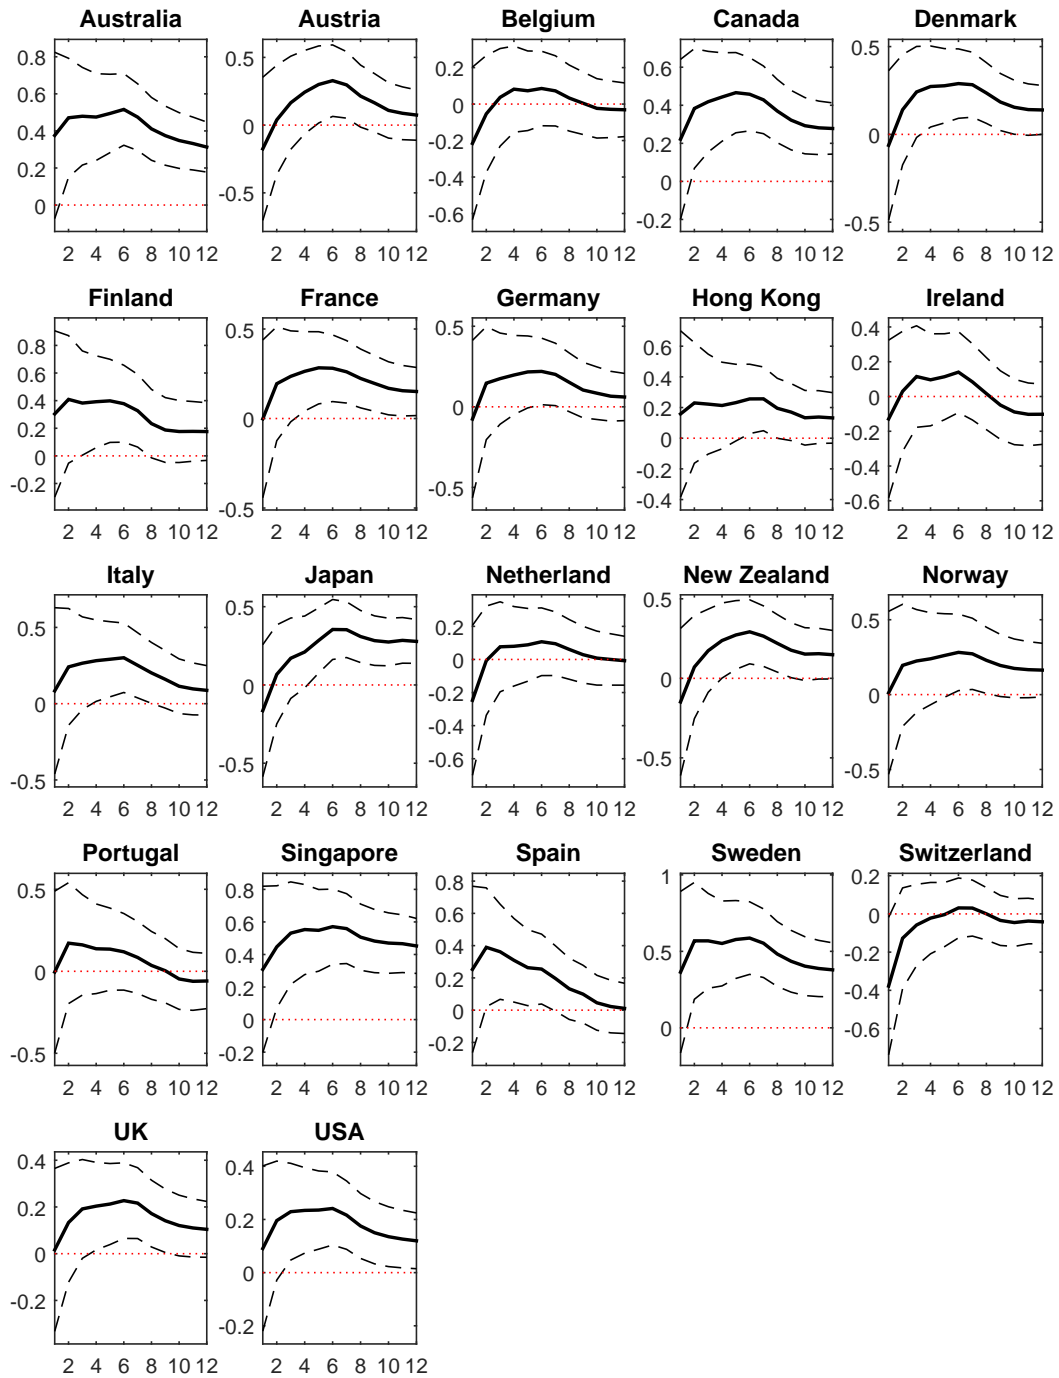 Australia Austria Belgium Canada Denmark
0.8 0.6 0.4 0.2 0
0.5 0 -0.5
0.2 0 -0.2 -0.4 -0.6
0.6 0.4 0.2 0 -0.2
0.5 0 -0.5
2 4 6 8 10 12 2 4 6 8 10 12 2 4 6 8 10 12 2 4 6 8 10 12 2 4 6 8 10 12
Finland France Germany Hong Kong Ireland
0.8 0.6 0.4 0.2 0 -0.2
0.5 0 -0.5
0.5 0 -0.5
0.6 0.4 0.2 0 -0.2 -0.4
0.4 0.2 0 -0.2 -0.4 -0.6
2 4 6 8 10 12 2 4 6 8 10 12 2 4 6 8 10 12 2 4 6 8 10 12 2 4 6 8 10 12
Italy Japan Netherland New Zealand Norway
0.5 0 -0.5
0.5 0 -0.5
0.2 0 -0.2 -0.4 -0.6
0.5 0 -0.5
0.5 0 -0.5
2 4 6 8 10 12 2 4 6 8 10 12 2 4 6 8 10 12 2 4 6 8 10 12 2 4 6 8 10 12
Portugal Singapore Spain Sweden Switzerland
0.5 0 -0.5
0.8 0.6 0.4 0.2 0 -0.2
0.8 0.6 0.4 0.2 0 -0.2
1 0.5 0
0.2 0 -0.2 -0.4 -0.6
2 4 6 8 10 12 2 4 6 8 10 12 2 4 6 8 10 12 2 4 6 8 10 12 2 4 6 8 10 12
UK USA
0.4 0.2 0 -0.2
0.4 0.2 0 -0.2
2 4 6 8 10 12 2 4 6 8 10 12